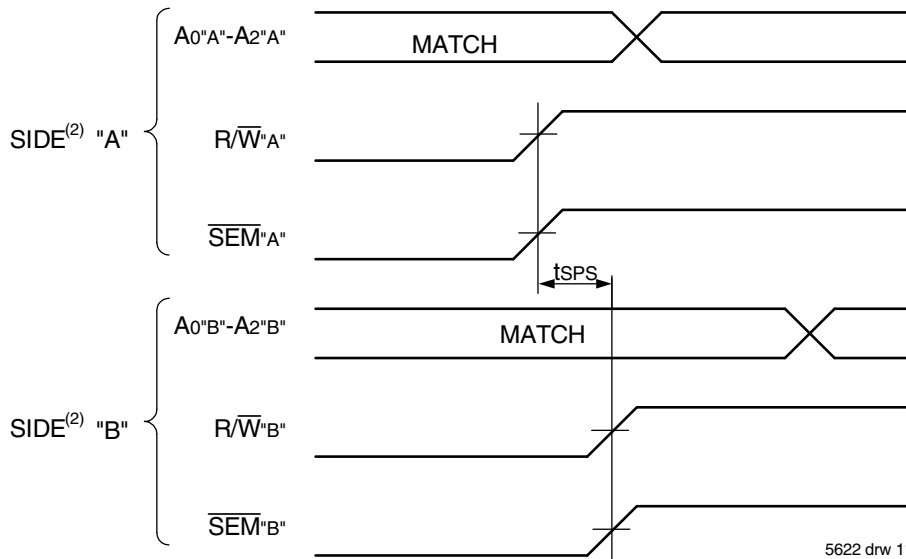 A0"A"-A2"A"
MATCH
SIDE(2) "A"
R/W"A"
SEM"A"
tSPS
A0"B"-A2"B"
MATCH
SIDE(2) "B"
R/W"B"
SEM"B"
5622 drw 1